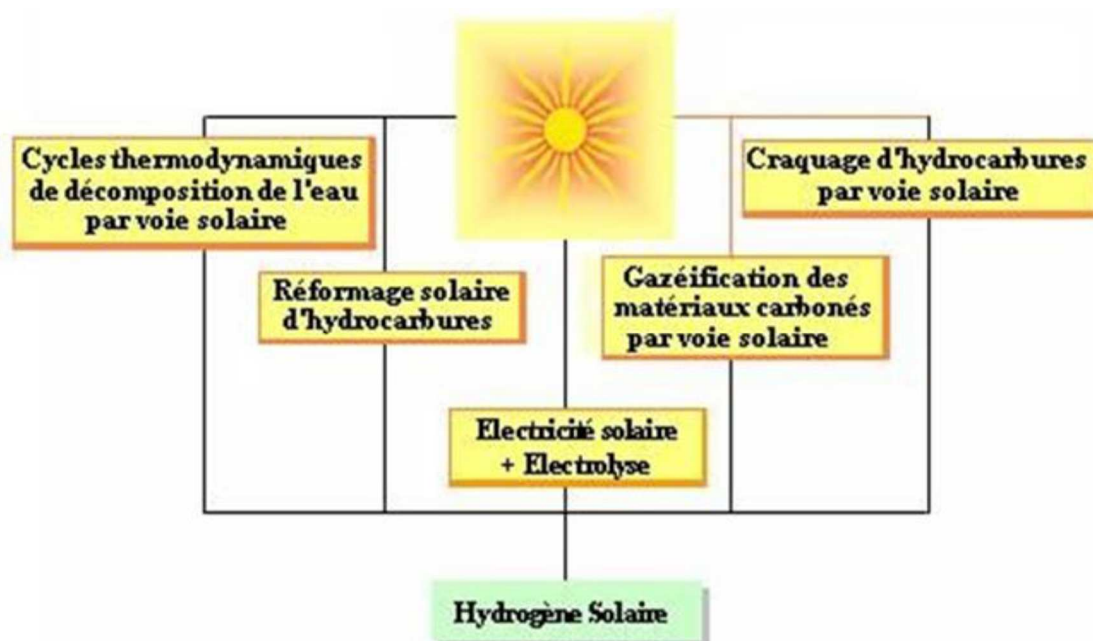 Cycles thermodynamiques
de décomposition de l'eau
par voie solaire
Craquage d'hydrocarbures
par voie solaire
Réformage solaire
d'hydrocarbures
Gazéification des
matériaux carbonés
par voie solaire
Electricité solaire
+ Electrolyse
Hydrogène Solaire